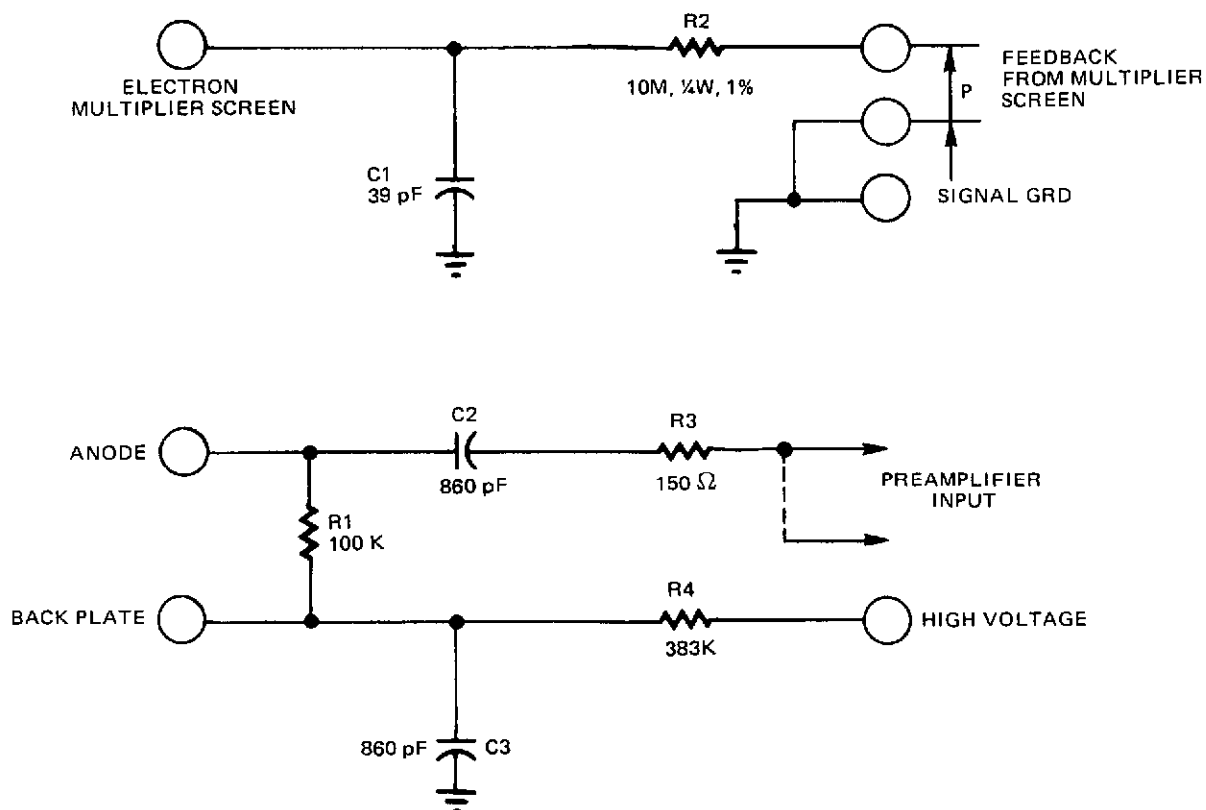 R2
ELECTRON
MULTIPLIER SCREEN
10M, ¼W, 1%
FEEDBACK
FROM MULTIPLIER
SCREEN
P
C1
39 pF
SIGNAL GRD
C2
R3
ANODE
860 pF
150 Ω
PREAMPLIFIER
INPUT
R1
100 K
R4
BACK PLATE
HIGH VOLTAGE
383K
860 pF
C3